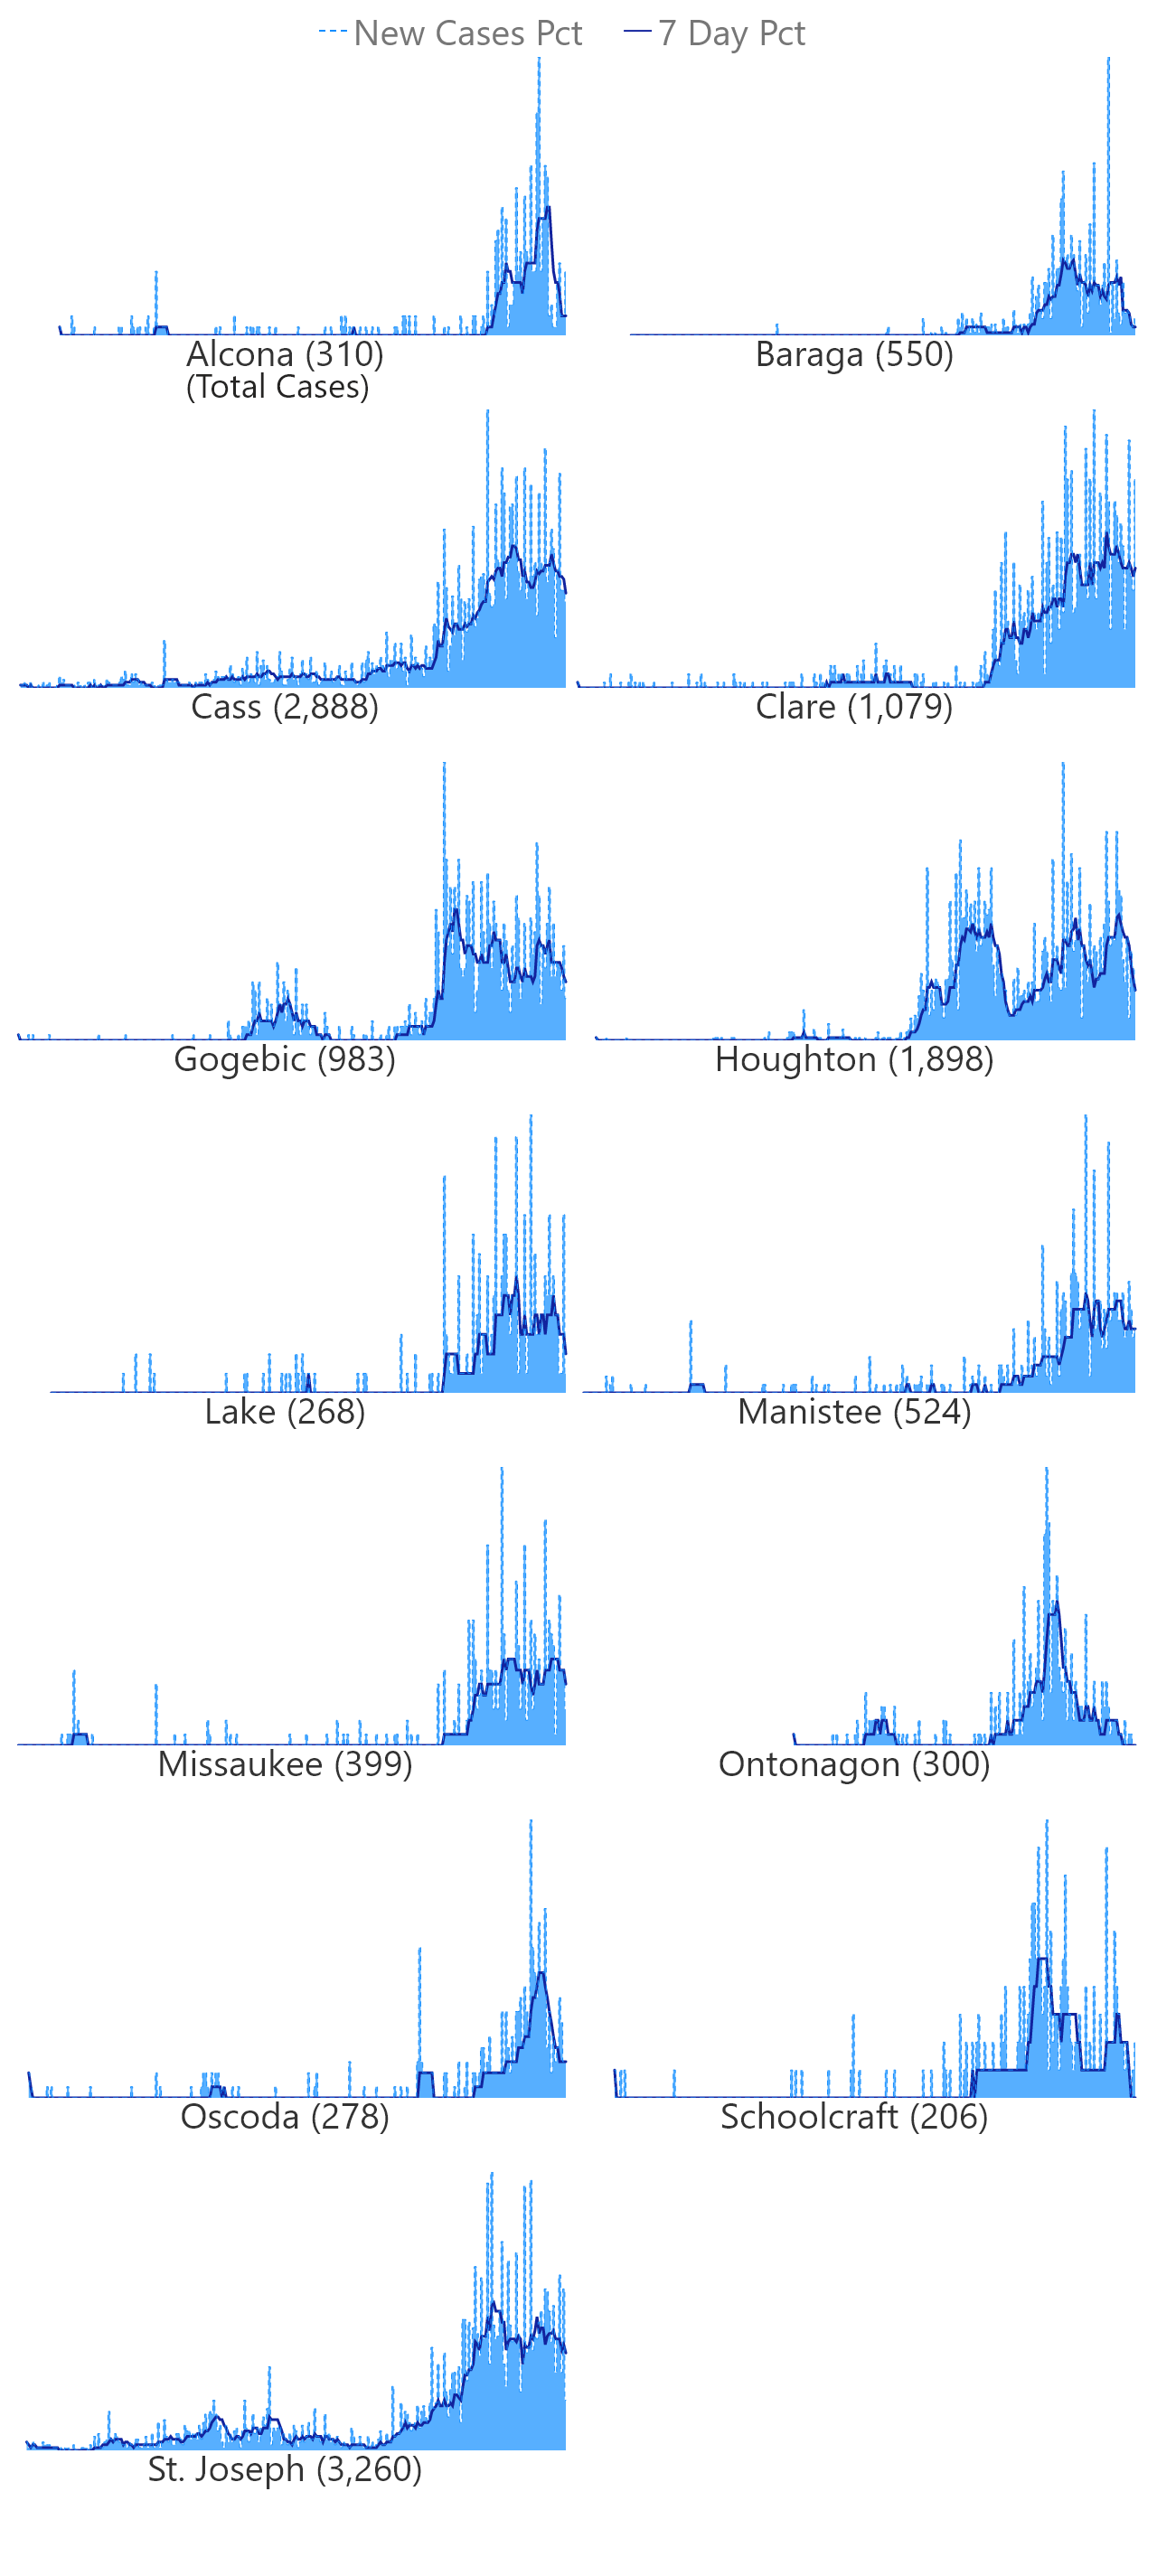 New Cases Pct 7 Day Pct
Alcona (310)
(Total Cases)
Baraga (550)
Cass (2,888)
Clare (1,079)
Gogebic (983)
Houghton (1,898)
Lake (268)
Manistee (524)
Missaukee (399)
Ontonagon (300)
Oscoda (278)
Schoolcraft (206)
St. Joseph (3,260)